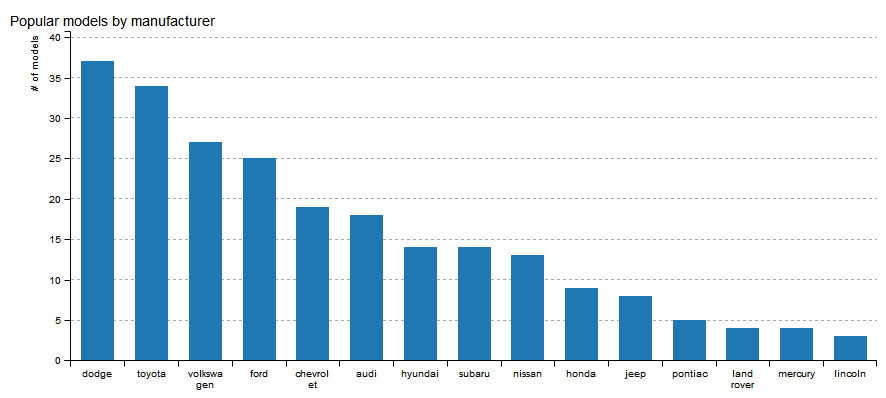 Popular models by manufacturer
# of models
40
35
30
25
20
15
10
5
0
dodge
toyota
volkswa
gen
ford
chevrol
et
audi
hyundai
subaru
nissan
honda
jeep
pontiac
land
rover
mercury
lincoln